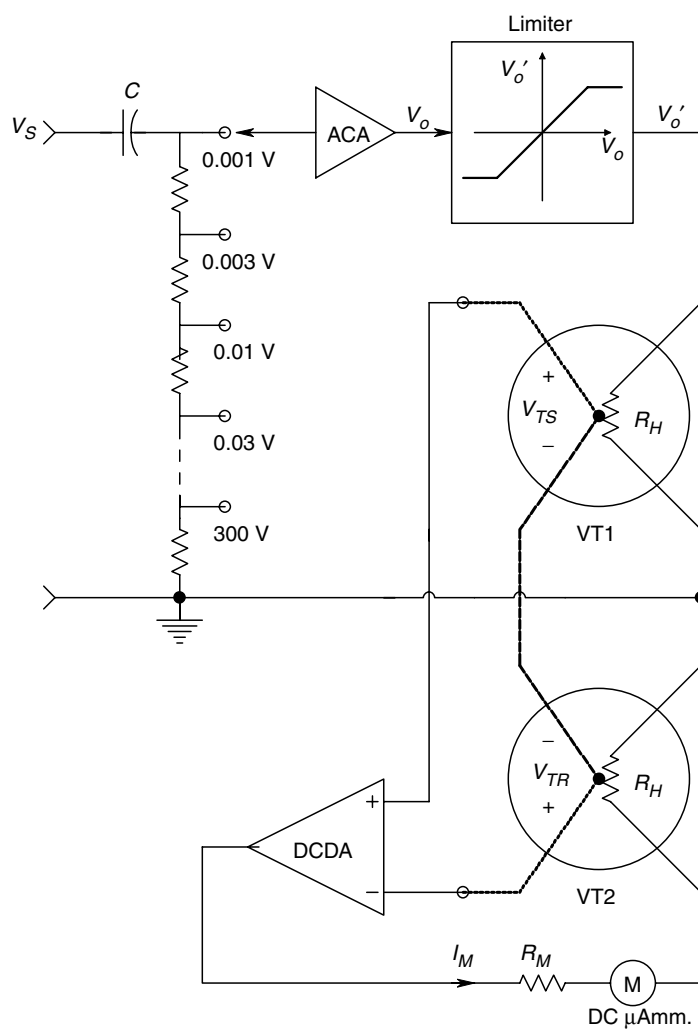 Limiter
V_o′
V_o
C
V_S
0.001 V
ACA
V_o
V_o′
0.003 V
0.01 V
0.03 V
300 V
+
V_TS
−
R_H
VT1
−
V_TR
+
R_H
VT2
+
DCDA
−
I_M
R_M
M
DC μAmm.